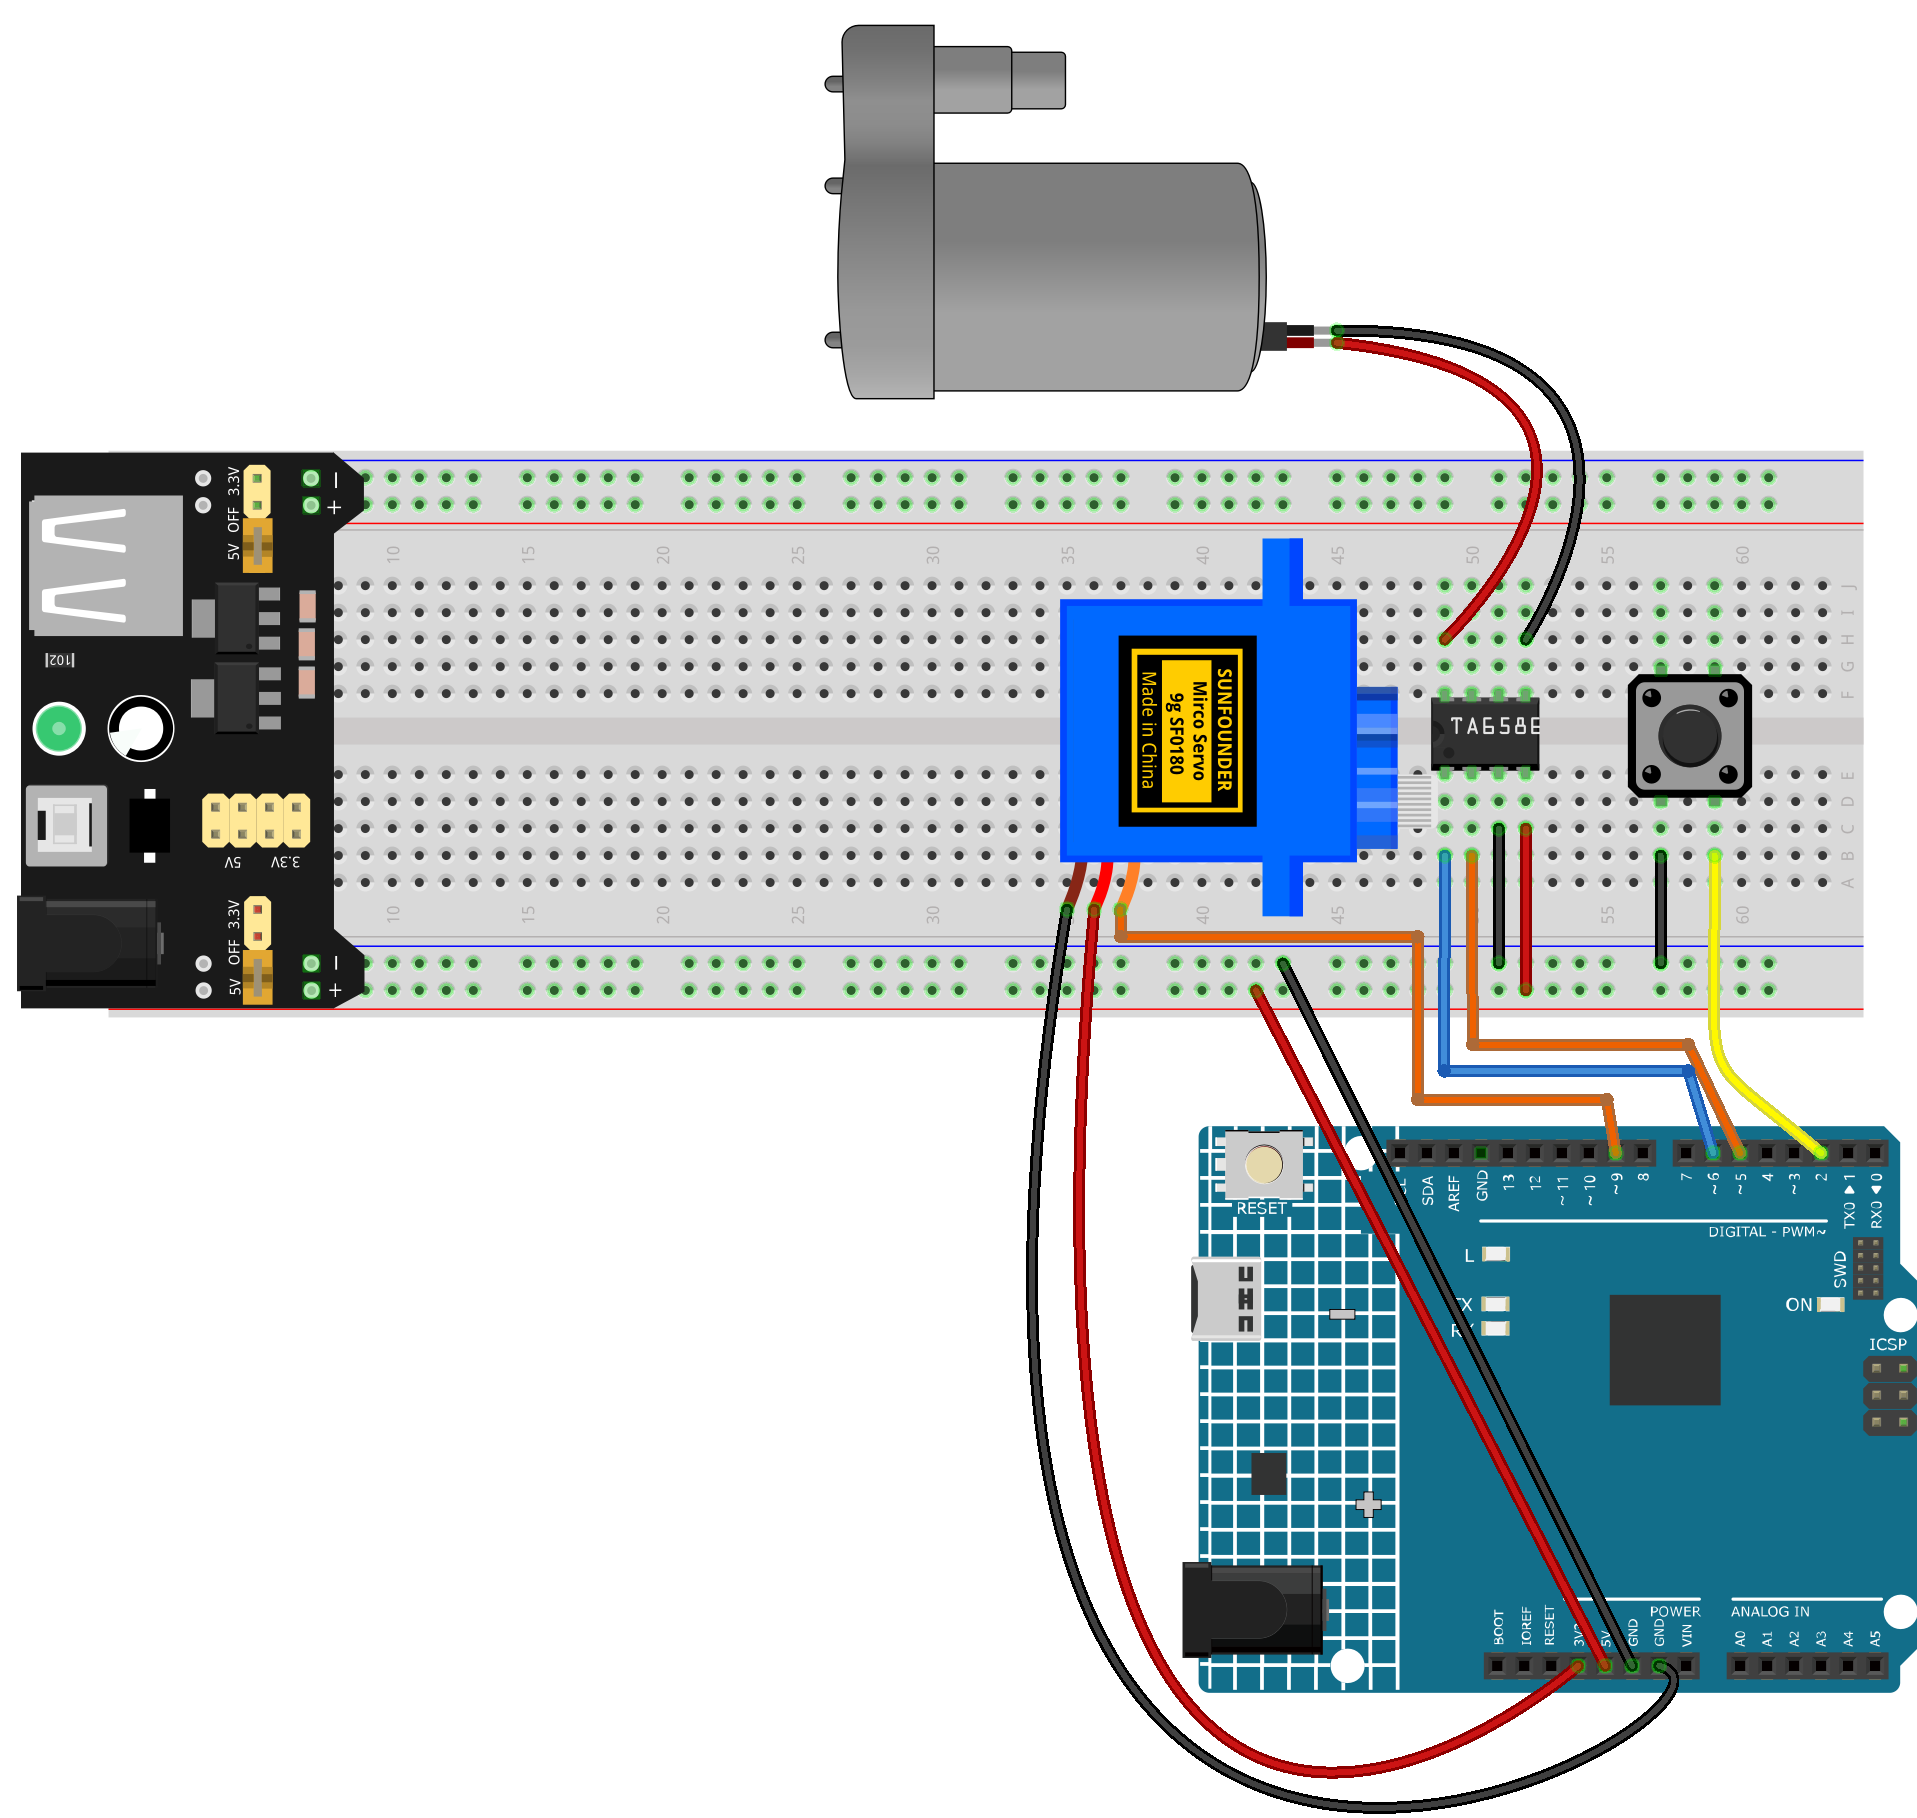 3.3V
OFF
5V
−
+
102
5V
3.3V
3.3V
OFF
5V
−
+
10 15 20 25 30 35 40 45 50 55 60
J
I
H
G
F
E
D
C
B
A
10 15 20 25 30 35 40 45 55 60
SUNFOUNDER
Mirco Servo
9g SF0180
Made in China
TA658E
RESET
SDA
AREF
GND
13
12
~11
~10
~9
8
7
~6
~5
4
~3
2
TX0 ▶ 1
RX0 ◀ 0
DIGITAL - PWM~
L
TX
RX
ON
SWD
ICSP
BOOT
IOREF
RESET
3V3
5V
GND
GND
VIN
POWER
ANALOG IN
A0
A1
A2
A3
A4
A5